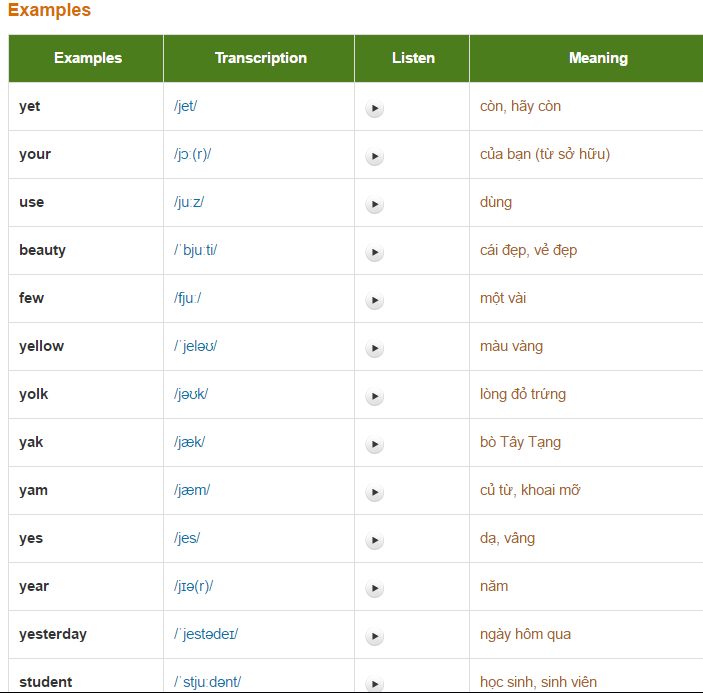 Examples
Examples Transcription Listen Meaning
yet /jet/ còn, hãy còn
your /jɔː(r)/ của bạn (từ sở hữu)
use /juːz/ dùng
beauty /ˈbjuːti/ cái đẹp, vẻ đẹp
few /fjuː/ một vài
yellow /ˈjeləʊ/ màu vàng
yolk /jəʊk/ lòng đỏ trứng
yak /jæk/ bò Tây Tạng
yam /jæm/ củ từ, khoai mỡ
yes /jes/ dạ, vâng
year /jɪə(r)/ năm
yesterday /ˈjestədeɪ/ ngày hôm qua
student /ˈstjuːdənt/ học sinh, sinh viên